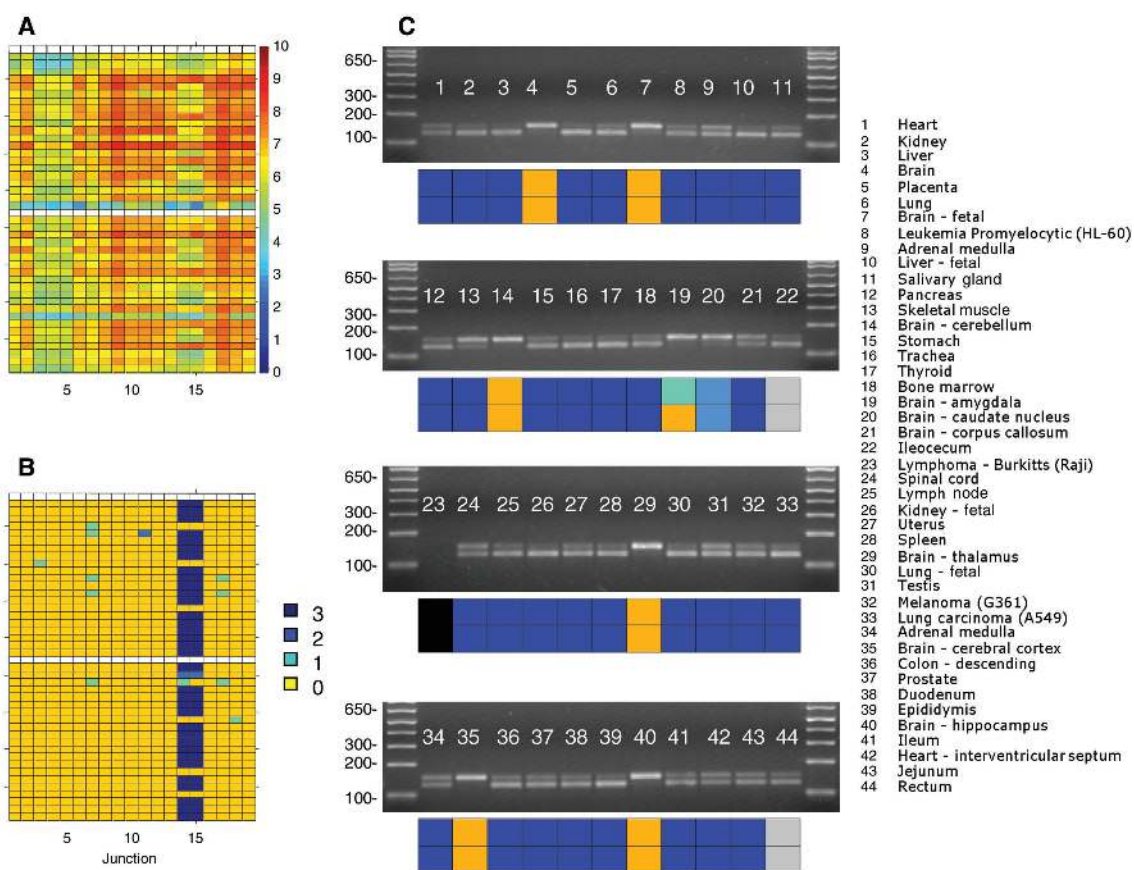 A
10
9
8
7
6
5
4
3
2
1
0
5
10
15
B
3
2
1
0
5
10
15
Junction
C
650-
300-
200-
100-
1 2 3 4 5 6 7 8 9 10 11
650-
300-
200-
100-
12 13 14 15 16 17 18 19 20 21 22
650-
300-
200-
100-
23 24 25 26 27 28 29 30 31 32 33
650-
300-
200-
100-
34 35 36 37 38 39 40 41 42 43 44
1 Heart
2 Kidney
3 Liver
4 Brain
5 Placenta
6 Lung
7 Brain - fetal
8 Leukemia Promyelocytic (HL-60)
9 Adrenal medulla
10 Liver - fetal
11 Salivary gland
12 Pancreas
13 Skeletal muscle
14 Brain - cerebellum
15 Stomach
16 Trachea
17 Thyroid
18 Bone marrow
19 Brain - amygdala
20 Brain - caudate nucleus
21 Brain - corpus callosum
22 Ileocecum
23 Lymphoma - Burkitts (Raji)
24 Spinal cord
25 Lymph node
26 Kidney - fetal
27 Uterus
28 Spleen
29 Brain - thalamus
30 Lung - fetal
31 Testis
32 Melanoma (G361)
33 Lung carcinoma (A549)
34 Adrenal medulla
35 Brain - cerebral cortex
36 Colon - descending
37 Prostate
38 Duodenum
39 Epididymis
40 Brain - hippocampus
41 Ileum
42 Heart - interventricular septum
43 Jejunum
44 Rectum